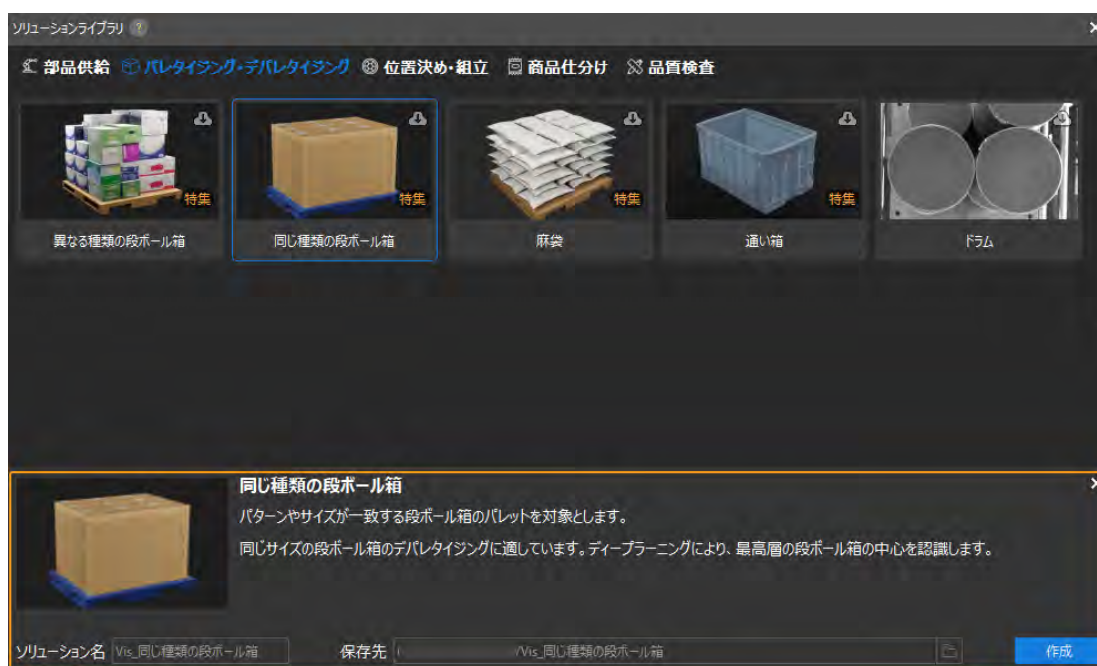 ソリューションライブラリ ?
部品供給 パレタイジング・デパレタイジング 位置決め・組立 商品仕分け 品質検査
特集 特集 特集 特集
異なる種類の段ボール箱 同じ種類の段ボール箱 麻袋 通い箱 ドラム
同じ種類の段ボール箱
パターンやサイズが一致する段ボール箱のパレットを対象とします。
同じサイズの段ボール箱のデパレタイジングに適しています。ディープラーニングにより、最高層の段ボール箱の中心を認識します。
ソリューション名 Vis_同じ種類の段ボール箱 保存先 /Vis_同じ種類の段ボール箱 作成